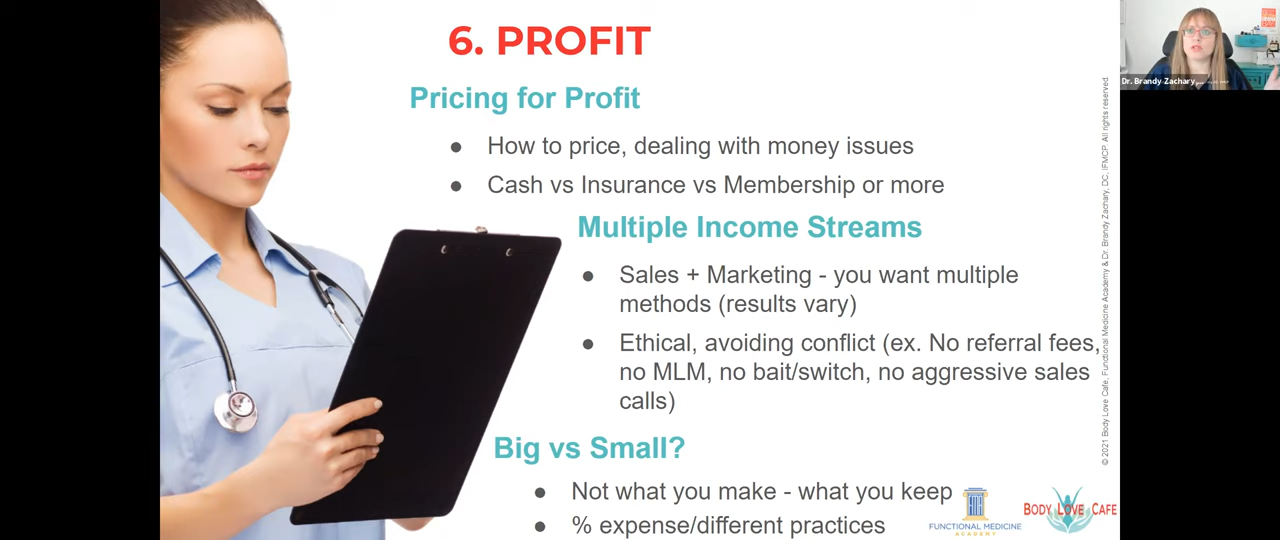 6. PROFIT
Pricing for Profit
● How to price, dealing with money issues
● Cash vs Insurance vs Membership or more
Multiple Income Streams
● Sales + Marketing - you want multiple
methods (results vary)
● Ethical, avoiding conflict (ex. No referral fees,
no MLM, no bait/switch, no aggressive sales
calls)
Big vs Small?
● Not what you make - what you keep
● % expense/different practices
FUNCTIONAL MEDICINE
ACADEMY
BODY LOVE CAFE
© 2021 Body Love Cafe, Functional Medicine Academy & Dr. Brandy Zachary, DC, IFMCP. All rights reserved.
Dr. Brandy Zachary